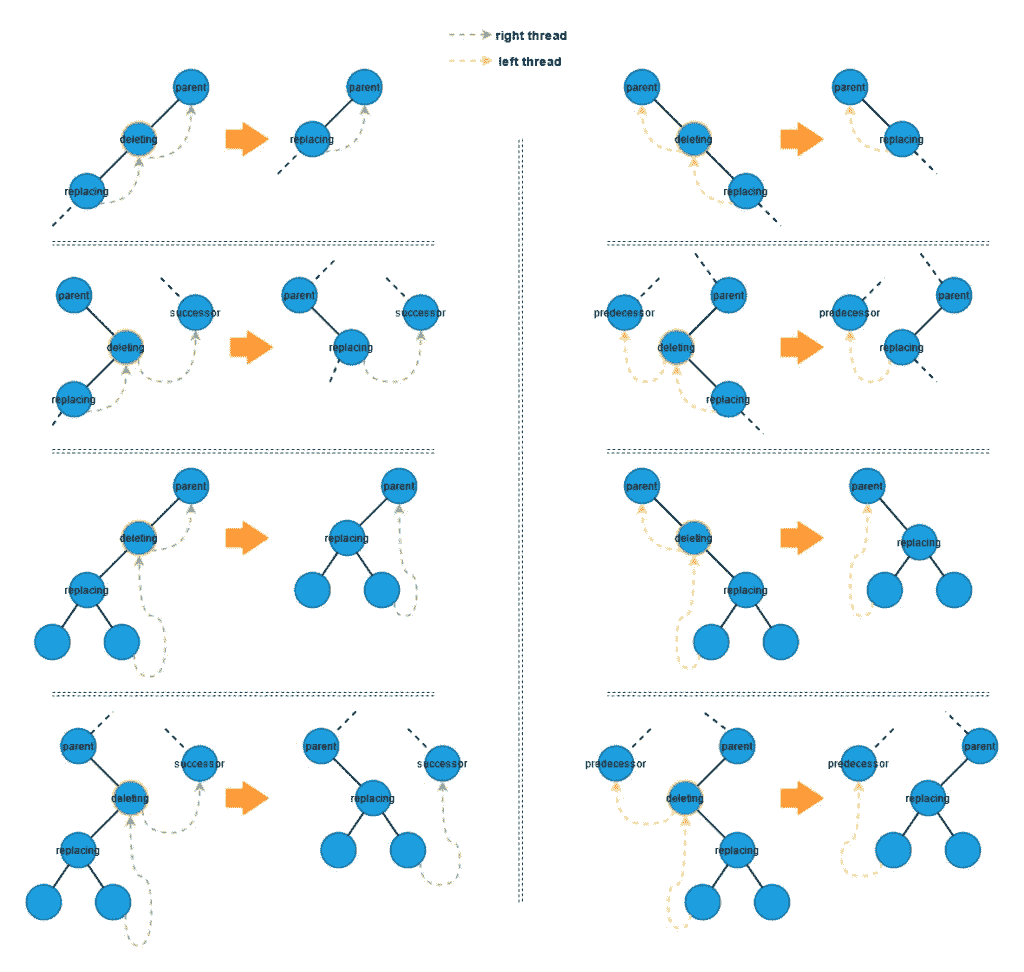 right thread
left thread
parent
deleting
replacing
parent
replacing
parent
deleting
replacing
parent
replacing
parent
successor
deleting
replacing
parent
successor
replacing
predecessor
parent
deleting
replacing
predecessor
parent
replacing
parent
deleting
replacing
parent
replacing
parent
deleting
replacing
parent
replacing
parent
successor
deleting
replacing
parent
successor
replacing
predecessor
parent
deleting
replacing
predecessor
parent
replacing